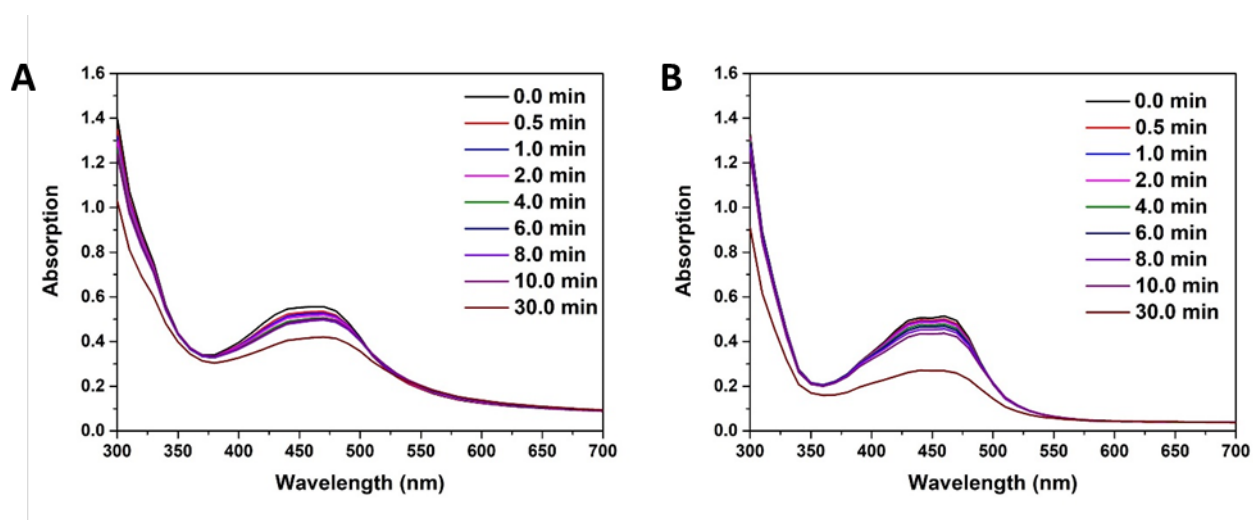 A
Absorption
1.6
1.4
1.2
1.0
0.8
0.6
0.4
0.2
0.0
0.0 min
0.5 min
1.0 min
2.0 min
4.0 min
6.0 min
8.0 min
10.0 min
30.0 min
300 350 400 450 500 550 600 650 700
Wavelength (nm)
B
Absorption
1.6
1.4
1.2
1.0
0.8
0.6
0.4
0.2
0.0
0.0 min
0.5 min
1.0 min
2.0 min
4.0 min
6.0 min
8.0 min
10.0 min
30.0 min
300 350 400 450 500 550 600 650 700
Wavelength (nm)